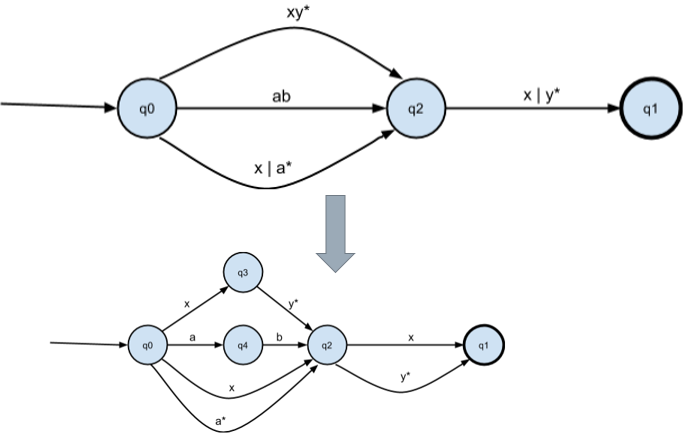 xy*
q0
ab
q2
x | y*
q1
x | a*
q3
x
y*
q0
a
q4
b
q2
x
q1
x
y*
a*